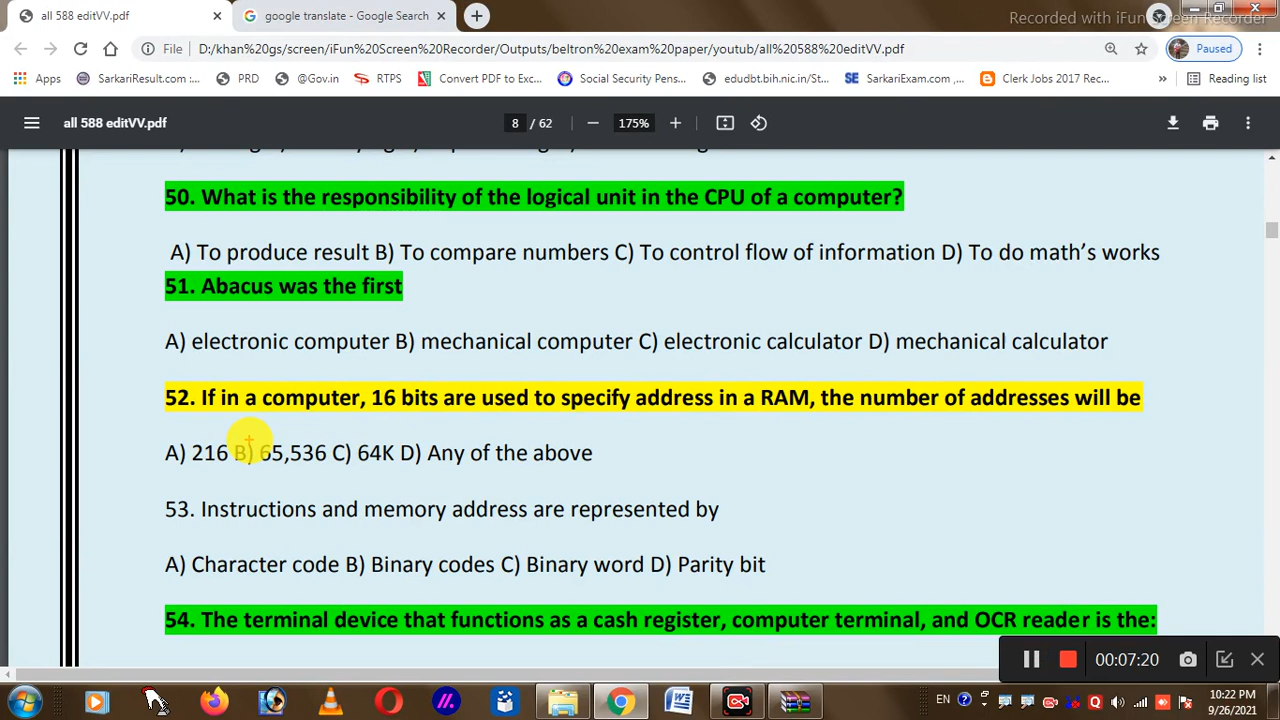 all 588 editVV.pdf
google translate - Google Search
Recorded with iFun Screen Recorder
File D:/khan%20gs/screen/iFun%20Screen%20Recorder/Outputs/beltron%20exam%20paper/youtub/all%20588%20editVV.pdf
Paused
Apps SarkariResult.com :... PRD @Gov.in RTPS Convert PDF to Exc... Social Security Pens... edudbt.bih.nic.in/St... SarkariExam.com ,... Clerk Jobs 2017 Rec... » Reading list
all 588 editVV.pdf 8 / 62 175%
50. What is the responsibility of the logical unit in the CPU of a computer?
A) To produce result B) To compare numbers C) To control flow of information D) To do math’s works
51. Abacus was the first
A) electronic computer B) mechanical computer C) electronic calculator D) mechanical calculator
52. If in a computer, 16 bits are used to specify address in a RAM, the number of addresses will be
A) 216 B) 65,536 C) 64K D) Any of the above
53. Instructions and memory address are represented by
A) Character code B) Binary codes C) Binary word D) Parity bit
54. The terminal device that functions as a cash register, computer terminal, and OCR reader is the:
00:07:20
EN
10:22 PM
9/26/2021